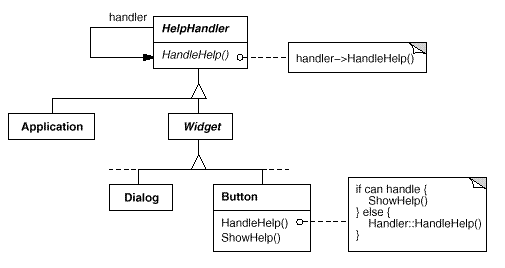 handler
HelpHandler
HandleHelp()
handler->HandleHelp()
Application
Widget
Dialog
Button
HandleHelp()
ShowHelp()
if can handle {
ShowHelp()
} else {
Handler::HandleHelp()
}